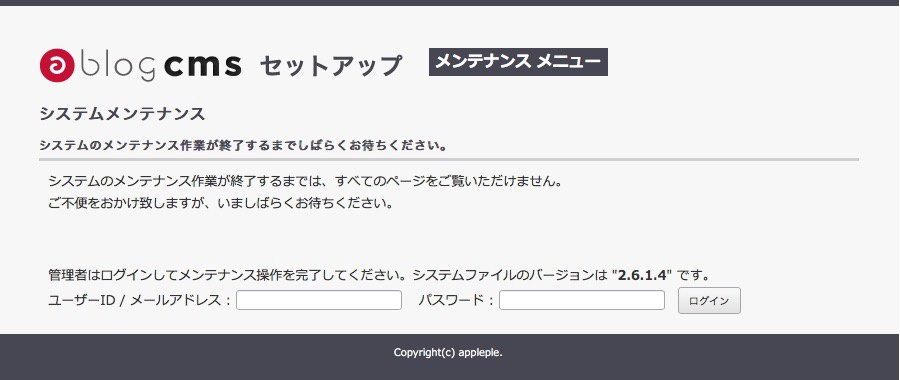 a blog cms セットアップ メンテナンス メニュー
システムメンテナンス
システムのメンテナンス作業が終了するまでしばらくお待ちください。
システムのメンテナンス作業が終了するまでは、すべてのページをご覧いただけません。
ご不便をおかけ致しますが、いましばらくお待ちください。
管理者はログインしてメンテナンス操作を完了してください。システムファイルのバージョンは "2.6.1.4" です。
ユーザーID / メールアドレス : パスワード : ログイン
Copyright(c) appleple.